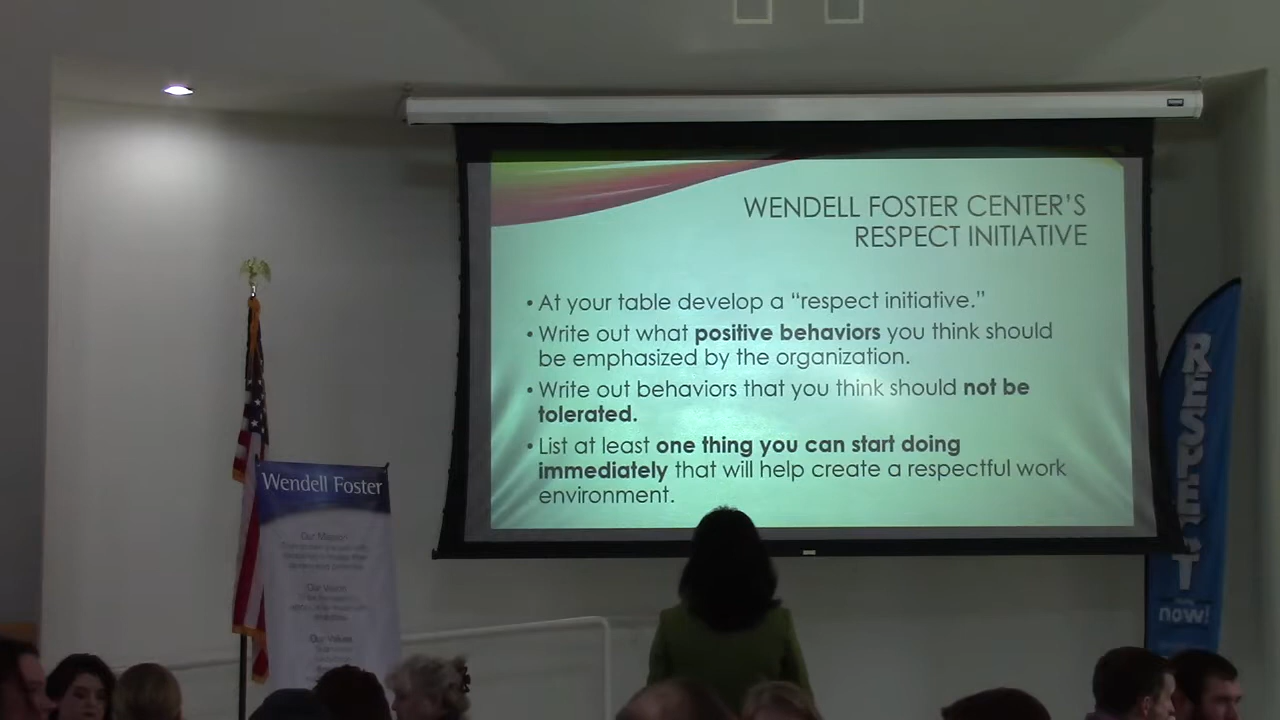 WENDELL FOSTER CENTER'S
RESPECT INITIATIVE
• At your table develop a “respect initiative.”
• Write out what positive behaviors you think should
be emphasized by the organization.
• Write out behaviors that you think should not be
tolerated.
• List at least one thing you can start doing
immediately that will help create a respectful work
environment.
Wendell Foster
Our Mission
Our Vision
Our Values
RESPECT
now!